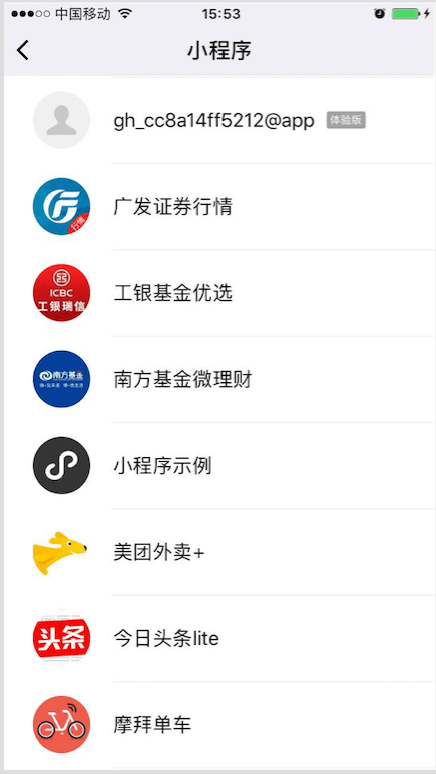 中国移动 15:53
小程序
gh_cc8a14ff5212@app 体验版
行情
广发证券行情
ICBC
工银瑞信
工银基金优选
南方基金
南方基金微理财
小程序示例
美团外卖+
头条
今日头条lite
摩拜单车